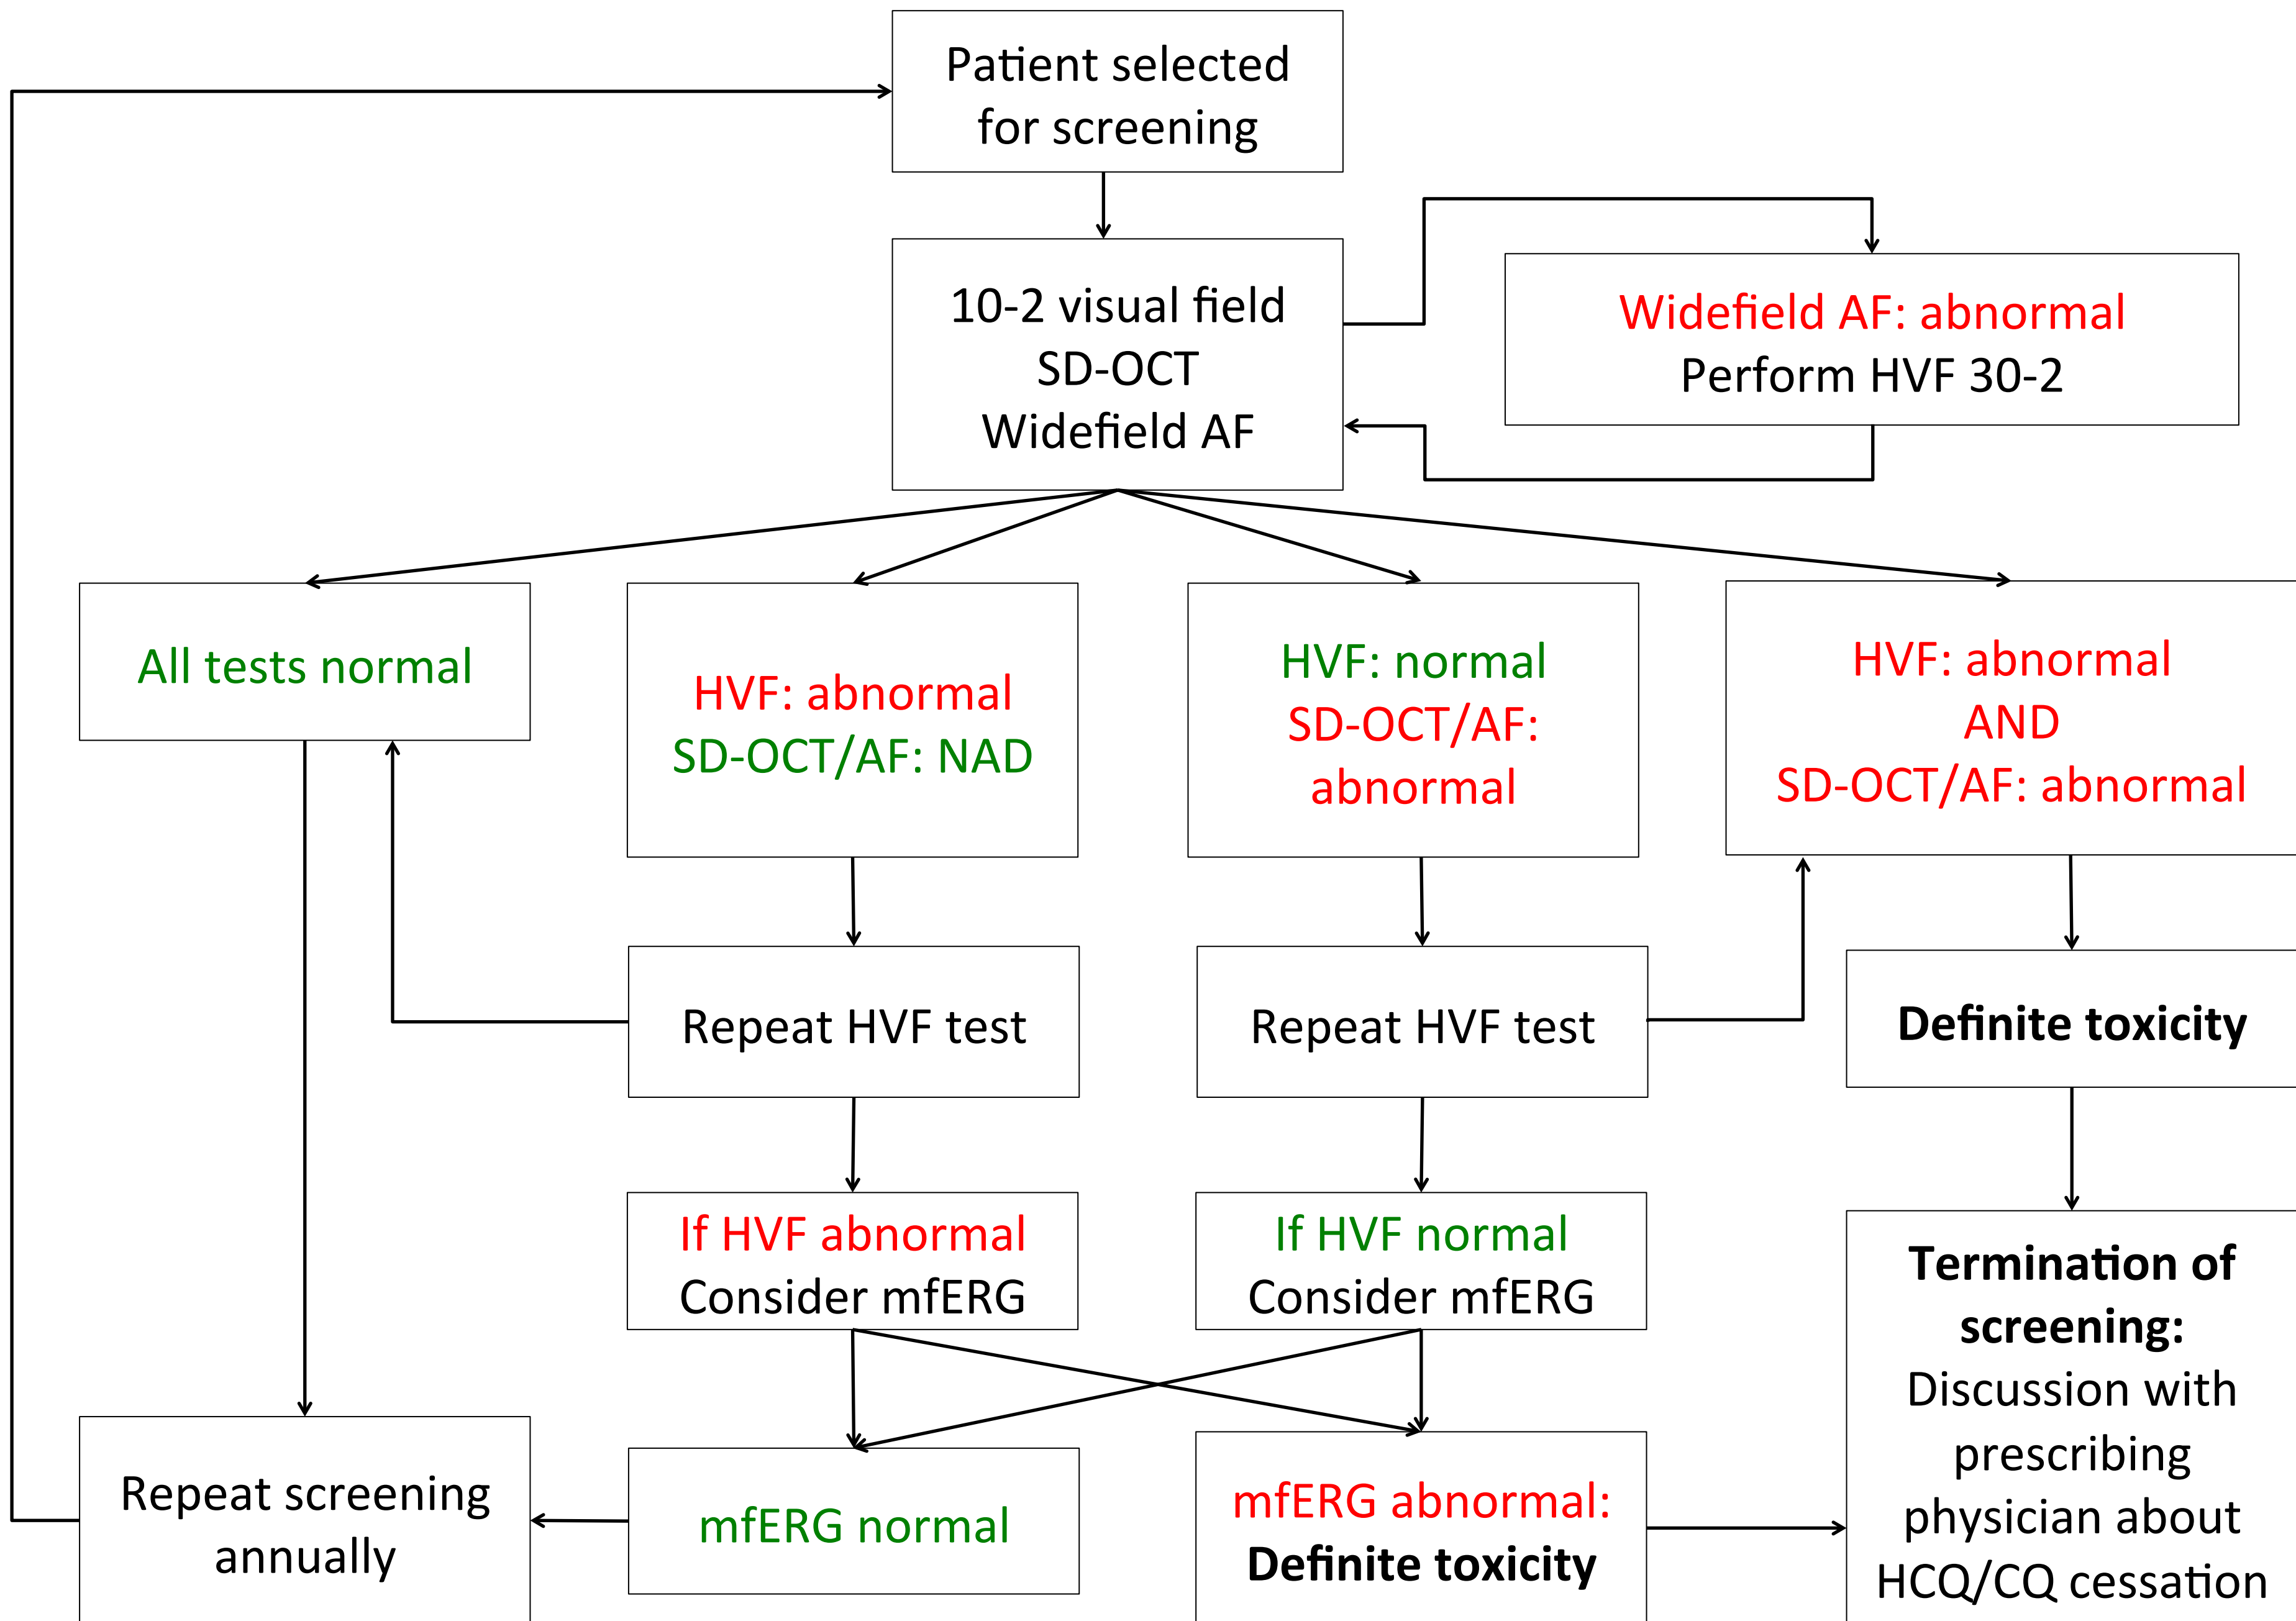 Patient selected
for screening
10-2 visual field
SD-OCT
Widefield AF
Widefield AF: abnormal
Perform HVF 30-2
All tests normal
HVF: abnormal
SD-OCT/AF: NAD
HVF: normal
SD-OCT/AF:
abnormal
HVF: abnormal
AND
SD-OCT/AF: abnormal
Repeat HVF test
Repeat HVF test
Definite toxicity
If HVF abnormal
Consider mfERG
If HVF normal
Consider mfERG
Termination of
screening:
Discussion with
prescribing
physician about
HCQ/CQ cessation
Repeat screening
annually
mfERG normal
mfERG abnormal:
Definite toxicity